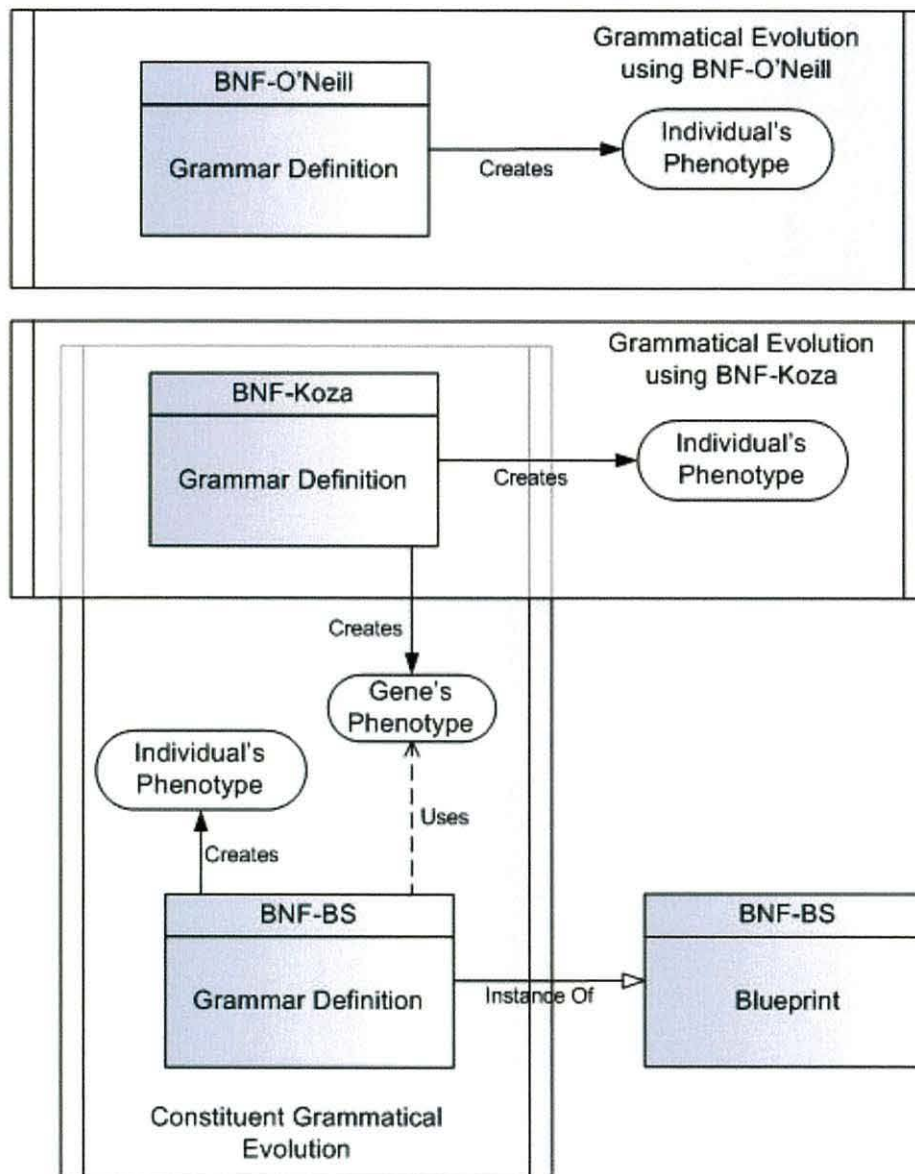 Grammatical Evolution
using BNF-O'Neill
BNF-O'Neill
Grammar Definition
Creates
Individual's
Phenotype
Grammatical Evolution
using BNF-Koza
BNF-Koza
Grammar Definition
Creates
Individual's
Phenotype
Creates
Gene's
Phenotype
Individual's
Phenotype
Uses
Creates
BNF-BS
Grammar Definition
Instance Of
BNF-BS
Blueprint
Constituent Grammatical
Evolution